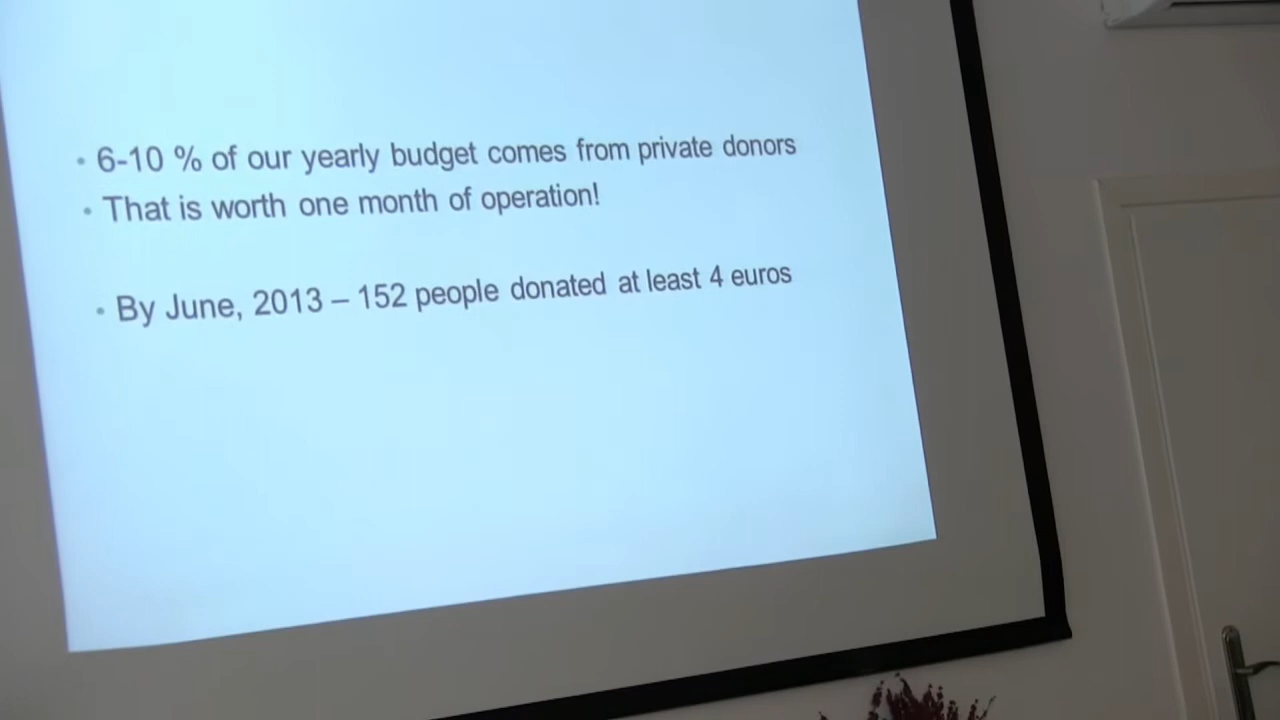 • 6-10 % of our yearly budget comes from private donors
• That is worth one month of operation!
• By June, 2013 – 152 people donated at least 4 euros